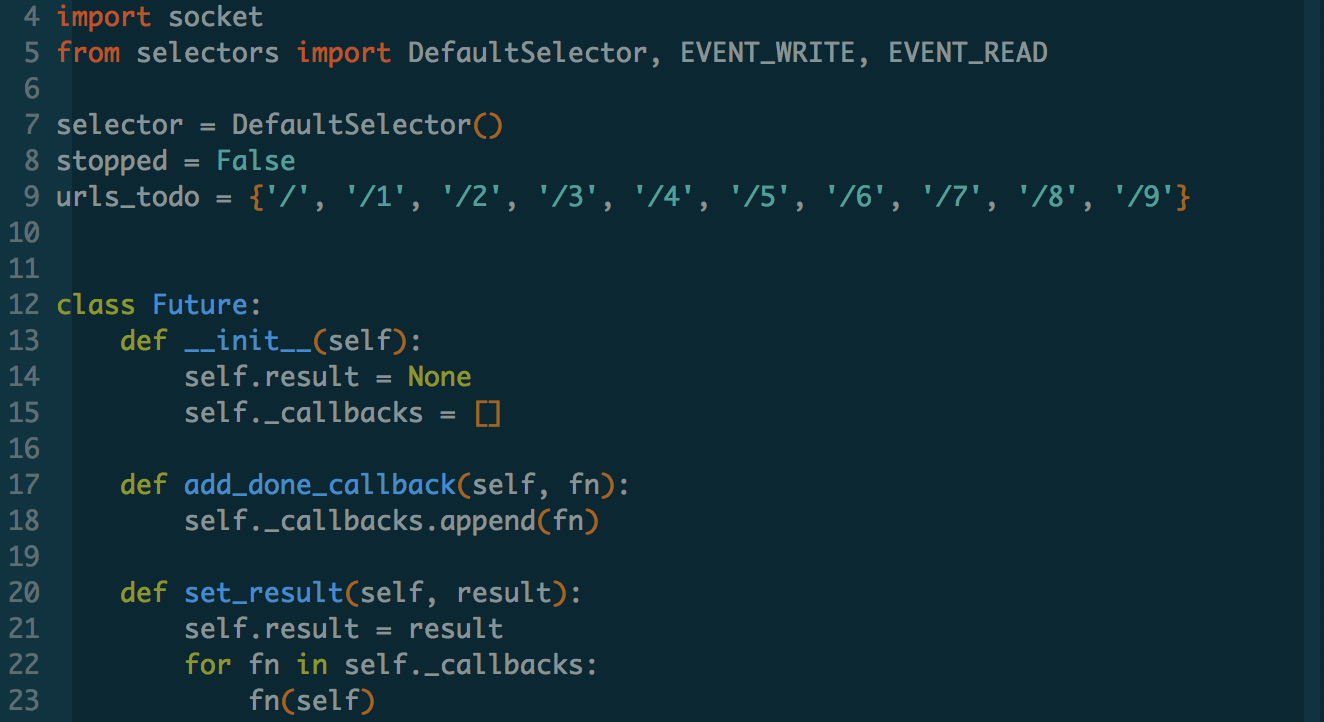 4 import socket
5 from selectors import DefaultSelector, EVENT_WRITE, EVENT_READ
6
7 selector = DefaultSelector()
8 stopped = False
9 urls_todo = {'/', '/1', '/2', '/3', '/4', '/5', '/6', '/7', '/8', '/9'}
10
11
12 class Future:
13     def __init__(self):
14         self.result = None
15         self._callbacks = []
16
17     def add_done_callback(self, fn):
18         self._callbacks.append(fn)
19
20     def set_result(self, result):
21         self.result = result
22         for fn in self._callbacks:
23             fn(self)